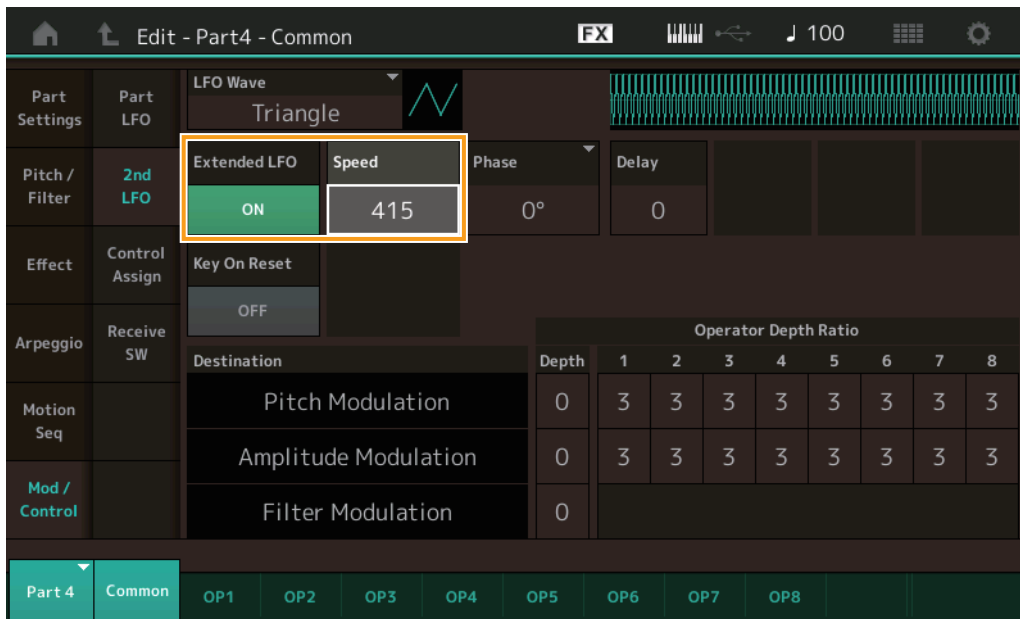 Edit - Part4 - Common FX ♩ 100
LFO Wave
Triangle
Part
Settings
Part
LFO
Extended LFO Speed Phase Delay
ON 415 0° 0
Pitch /
Filter
2nd
LFO
Effect
Control
Assign
Key On Reset
OFF
Arpeggio
Receive
SW
Operator Depth Ratio
Destination Depth 1 2 3 4 5 6 7 8
Pitch Modulation 0 3 3 3 3 3 3 3 3
Motion
Seq
Amplitude Modulation 0 3 3 3 3 3 3 3 3
Mod /
Control
Filter Modulation 0
Part 4 Common OP1 OP2 OP3 OP4 OP5 OP6 OP7 OP8